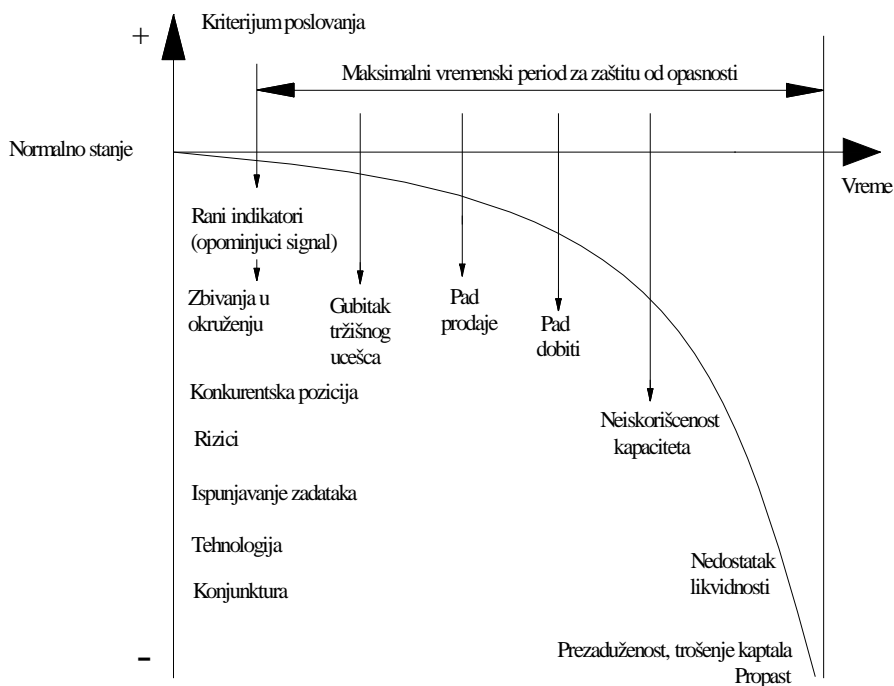 +
Kriterijum poslovanja
Maksimalni vremenski period za zaštitu od opasnosti
Normalno stanje
Vreme
Rani indikatori
(opominjuci signal)
Zbivanja u
okruženju
Gubitak
tržišnog
ucešca
Pad
prodaje
Pad
dobiti
Konkurentska pozicija
Neiskorišcenost
kapaciteta
Rizici
Ispunjavanje zadataka
Tehnologija
Nedostatak
likvidnosti
Konjunktura
-
Prezaduženost, trošenje kaptala
Propast